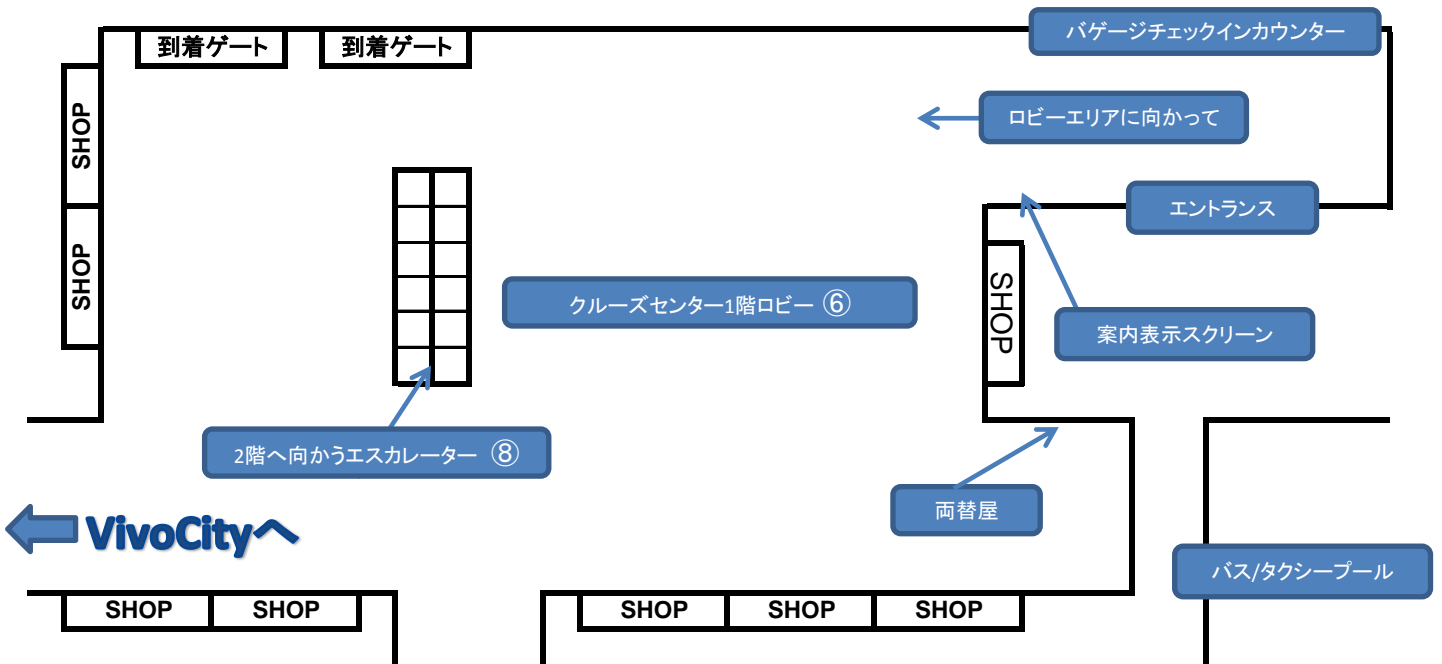 バゲージチェックインカウンター
到着ゲート
到着ゲート
ロビーエリアに向かって
SHOP
エントランス
SHOP
クルーズセンター1階ロビー ⑥
SHOP
案内表示スクリーン
2階へ向かうエスカレーター ⑧
両替屋
VivoCityへ
バス/タクシープール
SHOP
SHOP
SHOP
SHOP
SHOP